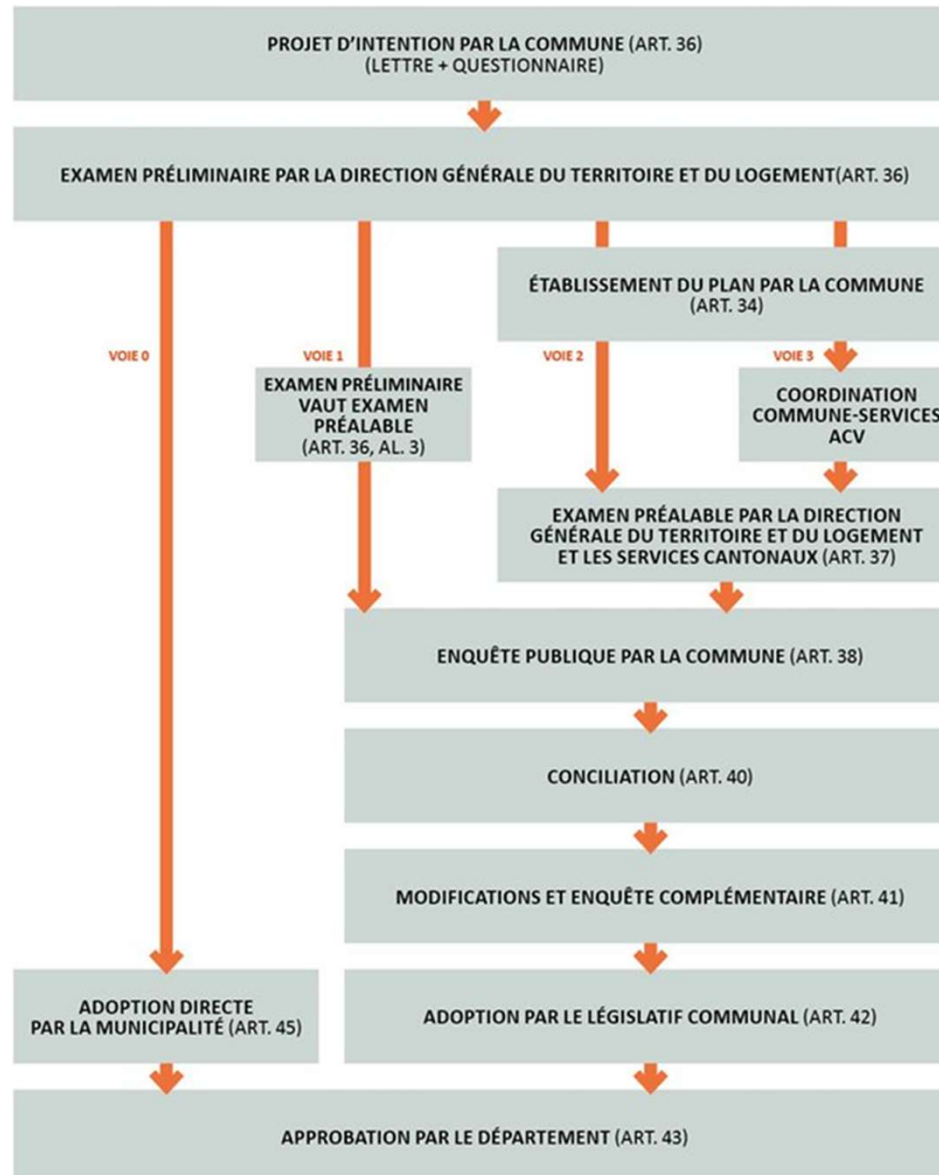 PROJET D'INTENTION PAR LA COMMUNE (ART. 36)
(LETTRE + QUESTIONNAIRE)
EXAMEN PRÉLIMINAIRE PAR LA DIRECTION GÉNÉRALE DU TERRITOIRE ET DU LOGEMENT(ART. 36)
ÉTABLISSEMENT DU PLAN PAR LA COMMUNE
(ART. 34)
VOIE 0
VOIE 1
VOIE 2
VOIE 3
EXAMEN PRÉLIMINAIRE
VAUT EXAMEN
PRÉALABLE
(ART. 36, AL. 3)
COORDINATION
COMMUNE-SERVICES
ACV
EXAMEN PRÉALABLE PAR LA DIRECTION
GÉNÉRALE DU TERRITOIRE ET DU LOGEMENT
ET LES SERVICES CANTONAUX (ART. 37)
ENQUÊTE PUBLIQUE PAR LA COMMUNE (ART. 38)
CONCILIATION (ART. 40)
MODIFICATIONS ET ENQUÊTE COMPLÉMENTAIRE (ART. 41)
ADOPTION DIRECTE
PAR LA MUNICIPALITÉ (ART. 45)
ADOPTION PAR LE LÉGISLATIF COMMUNAL (ART. 42)
APPROBATION PAR LE DÉPARTEMENT (ART. 43)